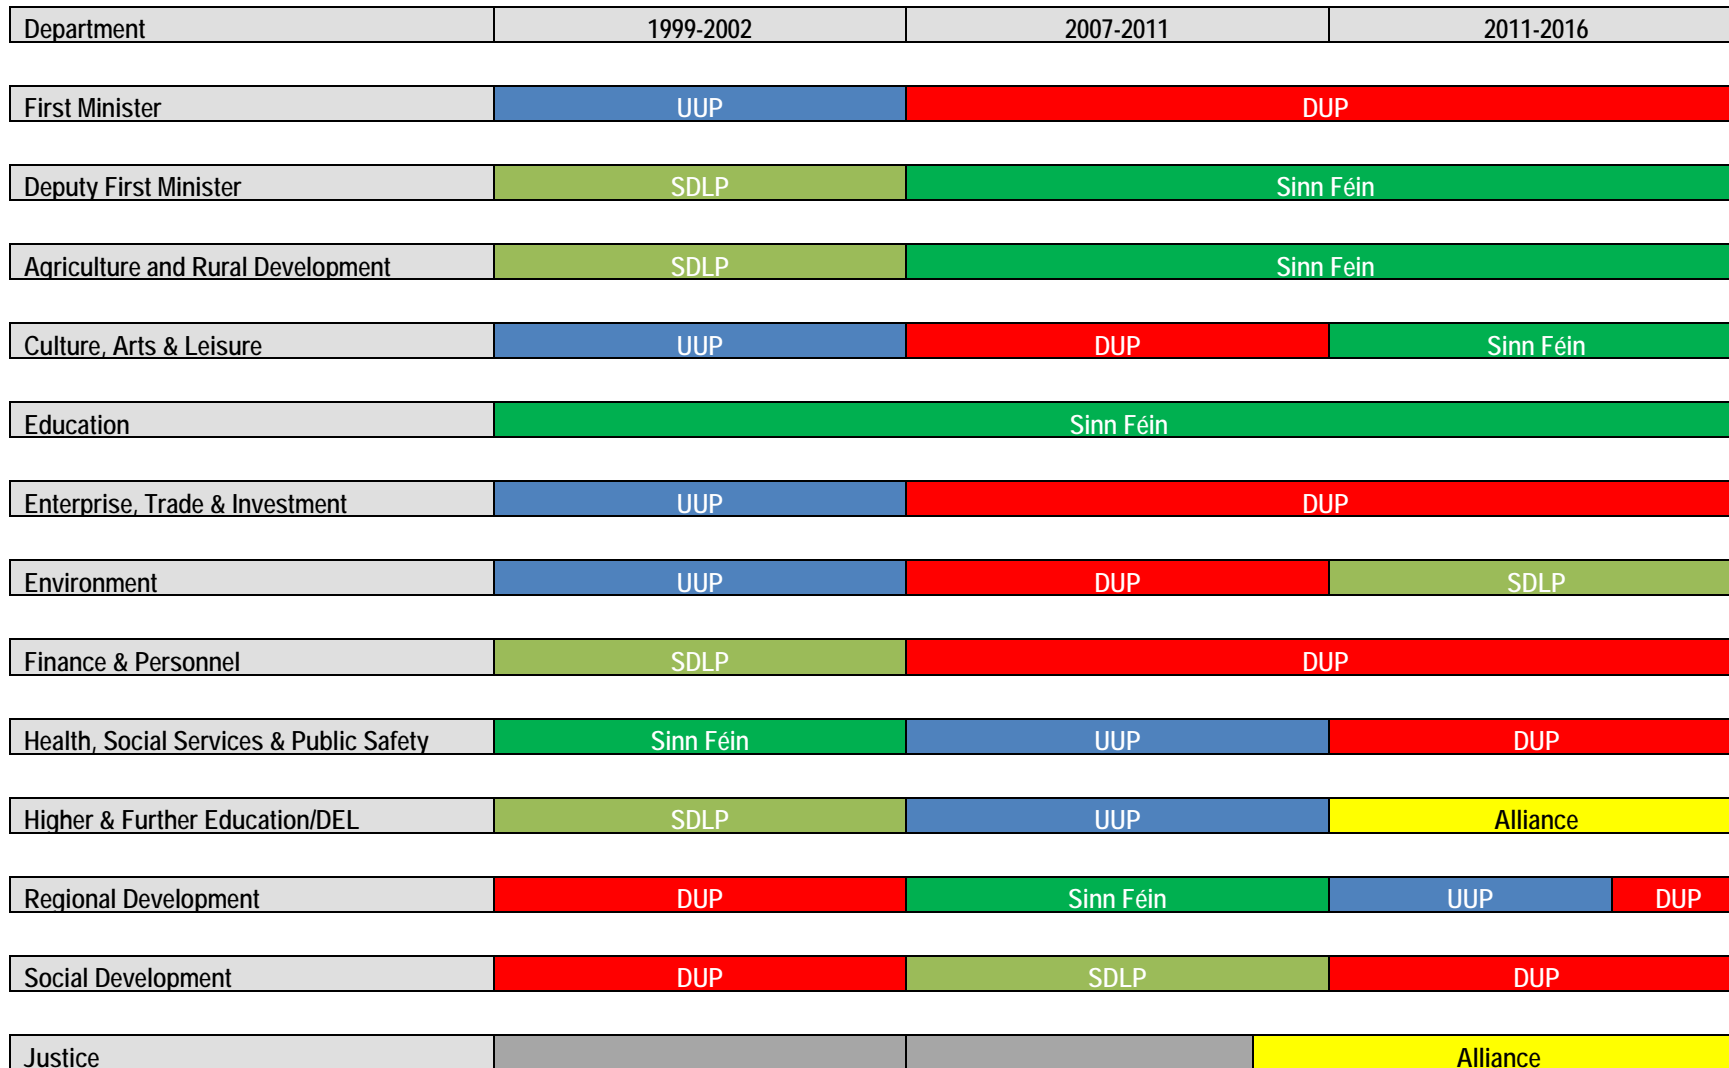 Department 1999-2002 2007-2011 2011-2016
First Minister UUP DUP
Deputy First Minister SDLP Sinn Féin
Agriculture and Rural Development SDLP Sinn Fein
Culture, Arts & Leisure UUP DUP Sinn Féin
Education Sinn Féin
Enterprise, Trade & Investment UUP DUP
Environment UUP DUP SDLP
Finance & Personnel SDLP DUP
Health, Social Services & Public Safety Sinn Féin UUP DUP
Higher & Further Education/DEL SDLP UUP Alliance
Regional Development DUP Sinn Féin UUP DUP
Social Development DUP SDLP DUP
Justice Alliance